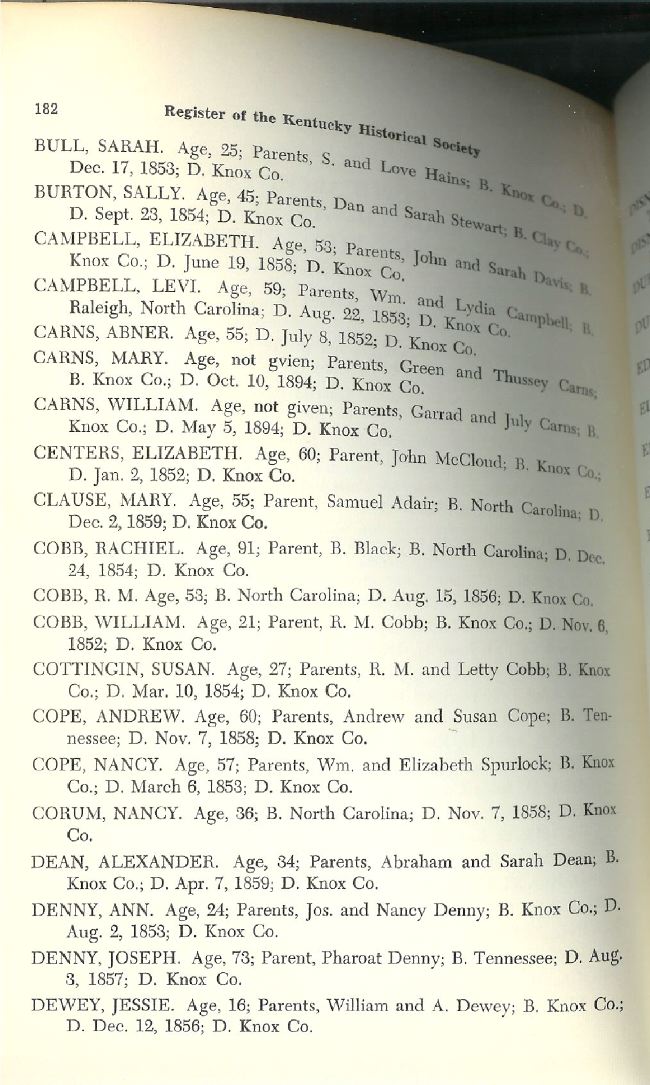 182
Register of the Kentucky Historical Society
BULL, SARAH. Age, 25; Parents, S. and Love Hains; B. Knox Co.; D.
Dec. 17, 1853; D. Knox Co.
BURTON, SALLY. Age, 45; Parents, Dan and Sarah Stewart; B. Clay Co.;
D. Sept. 23, 1854; D. Knox Co.
CAMPBELL, ELIZABETH. Age, 53; Parents, John and Sarah Davis; B.
Knox Co.; D. June 19, 1858; D. Knox Co.
CAMPBELL, LEVI. Age, 59; Parents, Wm. and Lydia Campbell; B.
Raleigh, North Carolina; D. Aug. 22, 1853; D. Knox Co.
CARNS, ABNER. Age, 55; D. July 8, 1852; D. Knox Co.
CARNS, MARY. Age, not gvien; Parents, Green and Thussey Carns;
B. Knox Co.; D. Oct. 10, 1894; D. Knox Co.
CARNS, WILLIAM. Age, not given; Parents, Garrad and July Carns; B.
Knox Co.; D. May 5, 1894; D. Knox Co.
CENTERS, ELIZABETH. Age, 60; Parent, John McCloud; B. Knox Co.;
D. Jan. 2, 1852; D. Knox Co.
CLAUSE, MARY. Age, 55; Parent, Samuel Adair; B. North Carolina; D.
Dec. 2, 1859; D. Knox Co.
COBB, RACHIEL. Age, 91; Parent, B. Black; B. North Carolina; D. Dec.
24, 1854; D. Knox Co.
COBB, R. M. Age, 53; B. North Carolina; D. Aug. 15, 1856; D. Knox Co.
COBB, WILLIAM. Age, 21; Parent, R. M. Cobb; B. Knox Co.; D. Nov. 6,
1852; D. Knox Co.
COTTINGIN, SUSAN. Age, 27; Parents, R. M. and Letty Cobb; B. Knox
Co.; D. Mar. 10, 1854; D. Knox Co.
COPE, ANDREW. Age, 60; Parents, Andrew and Susan Cope; B. Ten-
nessee; D. Nov. 7, 1858; D. Knox Co.
COPE, NANCY. Age, 57; Parents, Wm. and Elizabeth Spurlock; B. Knox
Co.; D. March 6, 1853; D. Knox Co.
CORUM, NANCY. Age, 36; B. North Carolina; D. Nov. 7, 1858; D. Knox
Co.
DEAN, ALEXANDER. Age, 34; Parents, Abraham and Sarah Dean; B.
Knox Co.; D. Apr. 7, 1859; D. Knox Co.
DENNY, ANN. Age, 24; Parents, Jos. and Nancy Denny; B. Knox Co.; D.
Aug. 2, 1853; D. Knox Co.
DENNY, JOSEPH. Age, 73; Parent, Pharoat Denny; B. Tennessee; D. Aug.
3, 1857; D. Knox Co.
DEWEY, JESSIE. Age, 16; Parents, William and A. Dewey; B. Knox Co.;
D. Dec. 12, 1856; D. Knox Co.